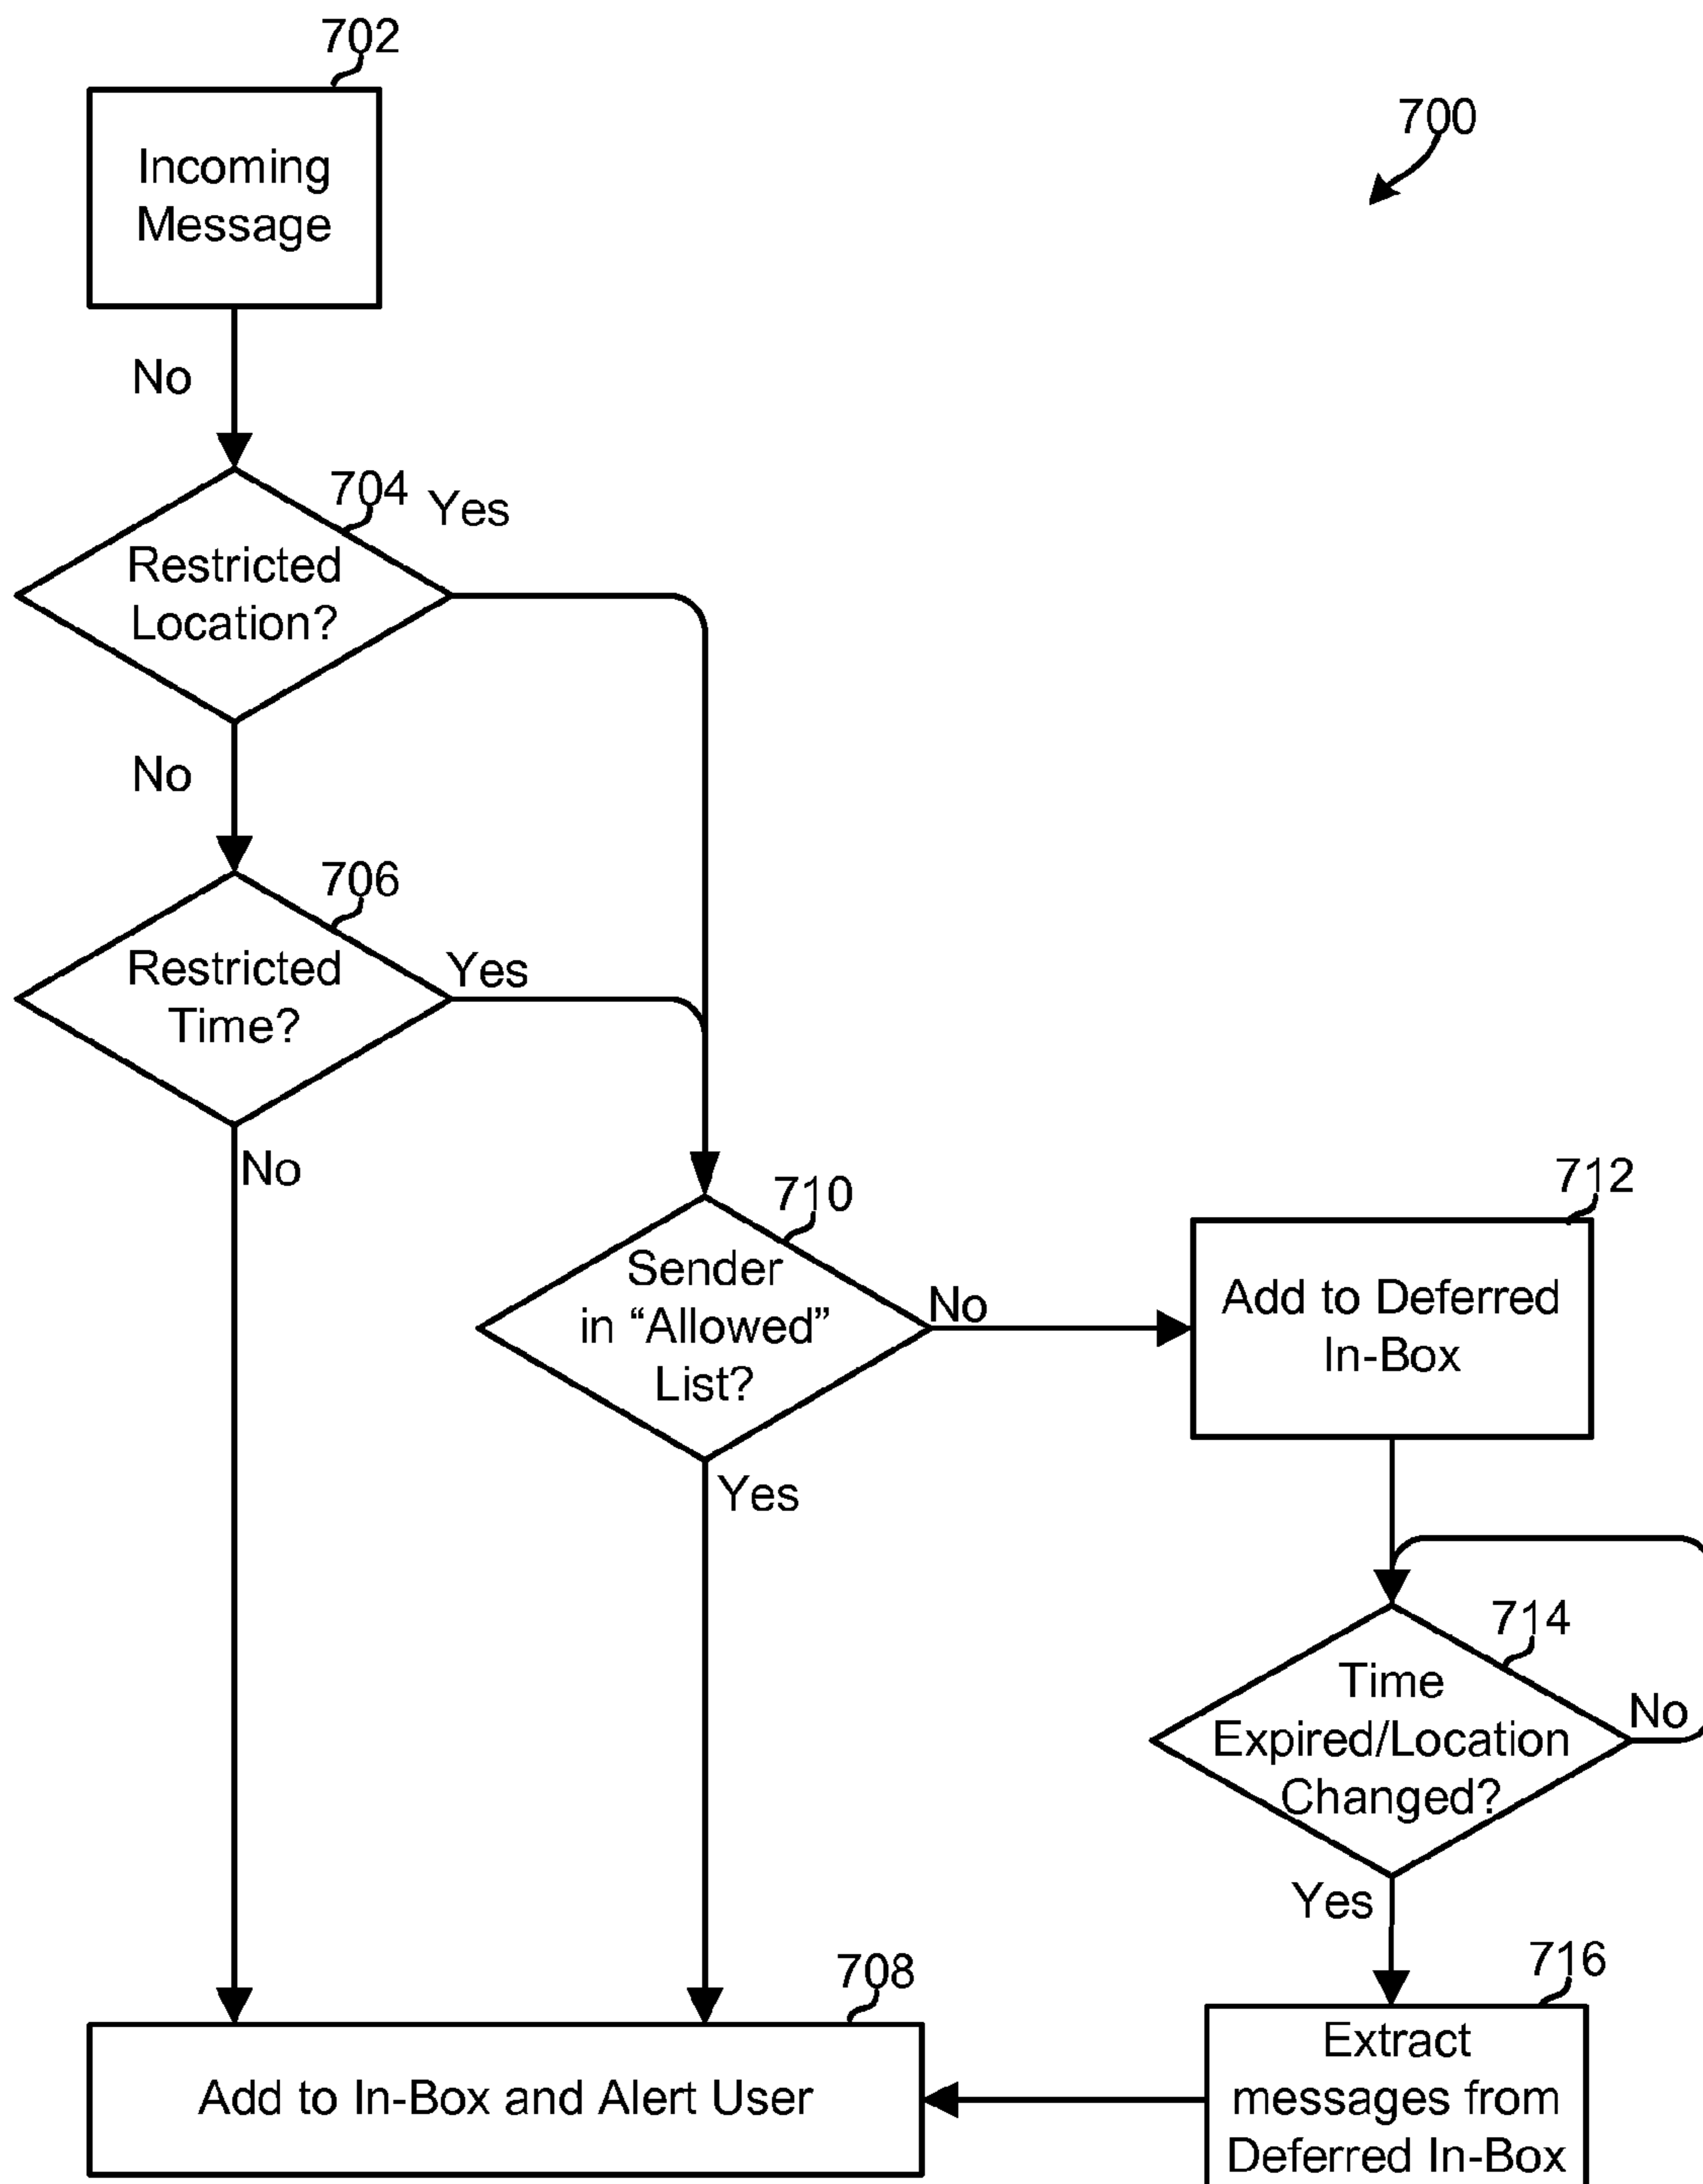 702
700
Incoming
Message
No
704
Yes
Restricted
Location?
No
706
Restricted
Time?
Yes
No
710
Sender
in “Allowed”
List?
No
Yes
712
Add to Deferred
In-Box
714
Time
Expired/Location
Changed?
No
Yes
708
Add to In-Box and Alert User
716
Extract
messages from
Deferred In-Box